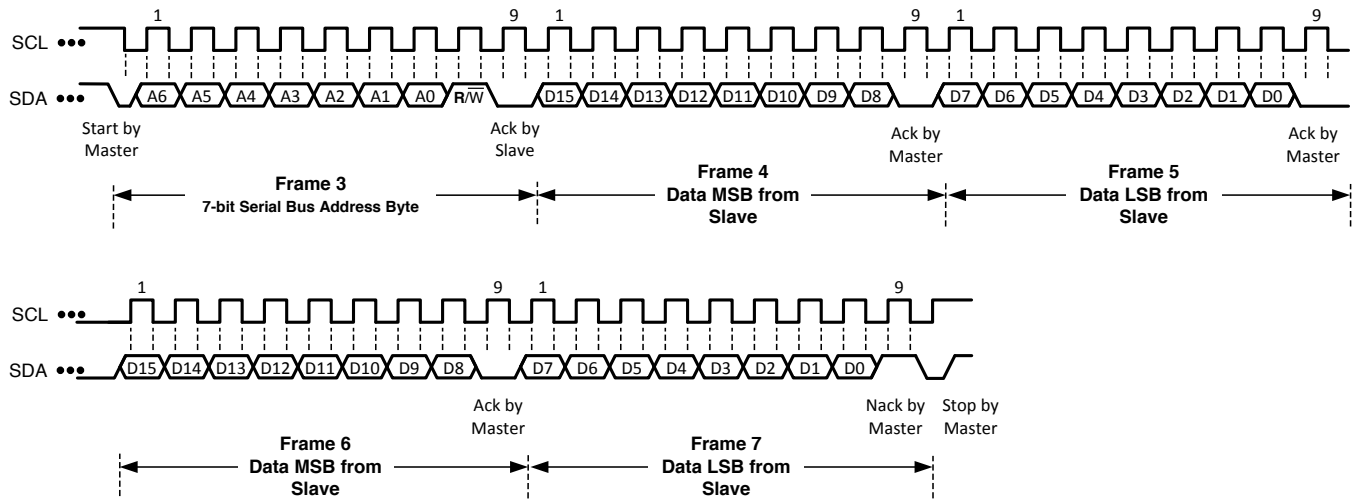 1 9 1 9 1 9
SCL •••
SDA •••
A6 A5 A4 A3 A2 A1 A0 R/W̅ D15 D14 D13 D12 D11 D10 D9 D8 D7 D6 D5 D4 D3 D2 D1 D0
Start by
Master
Ack by
Slave
Ack by
Master
Ack by
Master
Frame 3
7-bit Serial Bus Address Byte
Frame 4
Data MSB from
Slave
Frame 5
Data LSB from
Slave
1 9 1 9
SCL •••
SDA •••
D15 D14 D13 D12 D11 D10 D9 D8 D7 D6 D5 D4 D3 D2 D1 D0
Ack by
Master
Nack by
Master
Stop by
Master
Frame 6
Data MSB from
Slave
Frame 7
Data LSB from
Slave